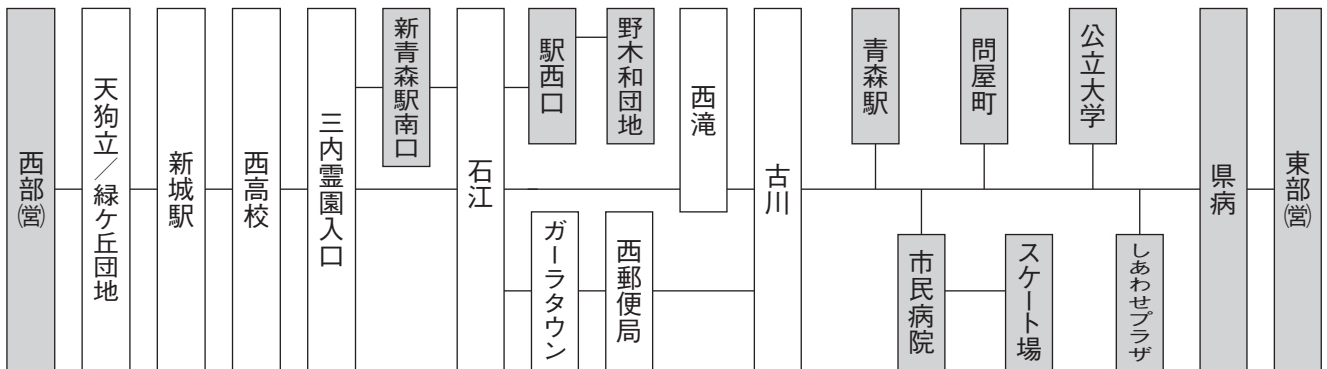 西部㈺
天狗立／緑ケ丘団地
新城駅
西高校
三内霊園入口
新青森駅南口
石江
駅西口
野木和団地
ガーラタウン
西郵便局
西滝
古川
青森駅
市民病院
問屋町
スケート場
公立大学
しあわせプラザ
県病
東部㈺